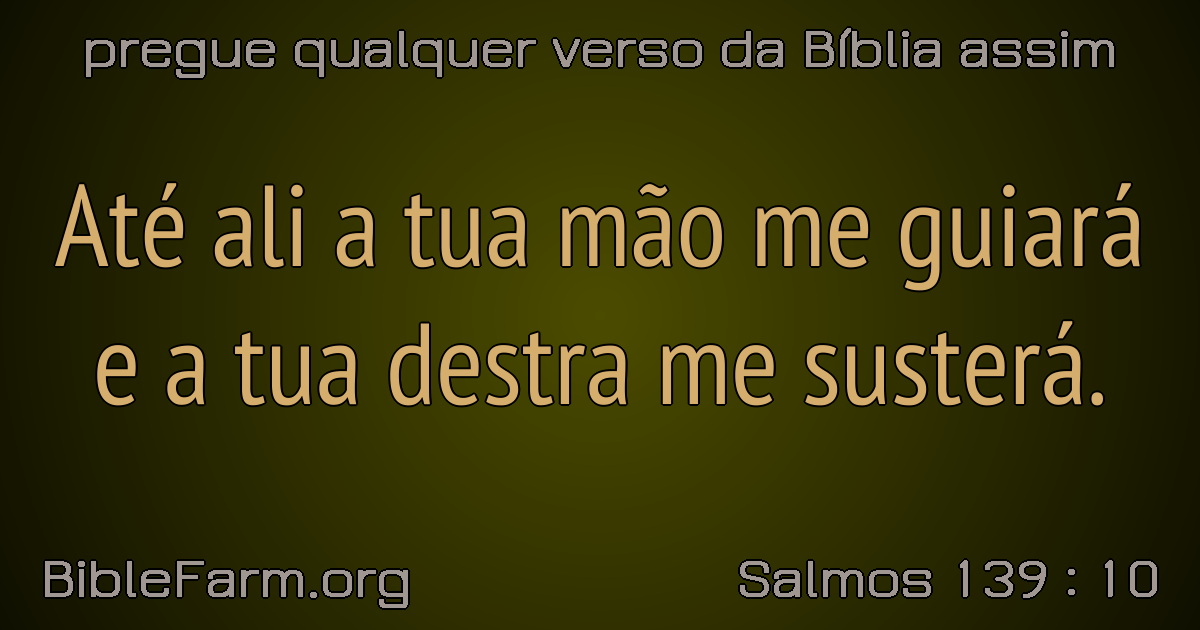 pregue qualquer verso da Bíblia assim
Até ali a tua mão me guiará
e a tua destra me susterá.
BibleFarm.org
Salmos 139 : 10